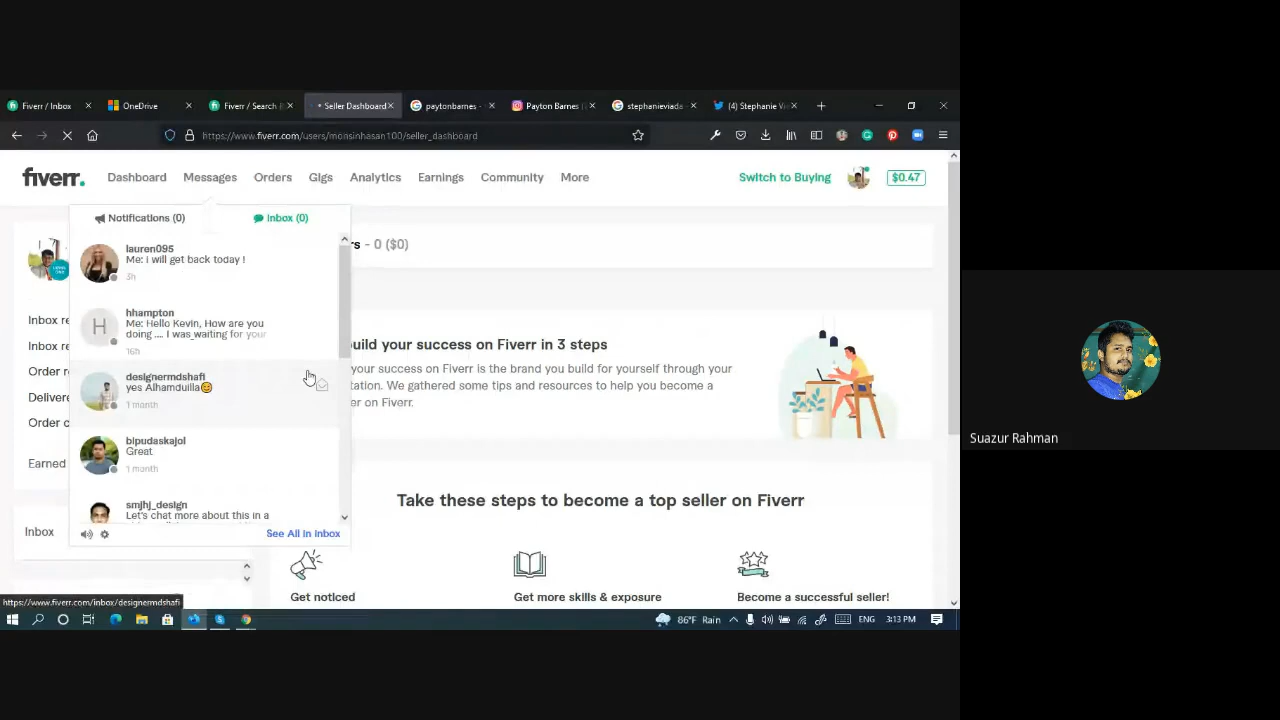 Fiverr / Inbox
OneDrive
Fiverr / Search
Seller Dashboard
paytonbarnes -
Payton Barnes
stephanievlada
(4) Stephanie
https://www.fiverr.com/users/monsinhasan100/seller_dashboard
fiverr.
Dashboard
Messages
Orders
Gigs
Analytics
Earnings
Community
More
Switch to Buying
$0.47
Notifications (0)
Inbox (0)
rs - 0 ($0)
lauren095
Me: i will get back today !
3h
H
hhampton
Me: Hello Kevin, How are you
doing .... I was waiting for your
16h
designermdshafi
yes Alhamdulilla😊
1 month
bipudaskajol
Great
1 month
smjhj_design
Let's chat more about this in a
See All in Inbox
Inbox re
Inbox re
Order r
Delivere
Order c
Earned
Inbox
uild your success on Fiverr in 3 steps
your success on Fiverr is the brand you build for yourself through your
tation. We gathered some tips and resources to help you become a
er on Fiverr.
Take these steps to become a top seller on Fiverr
Get noticed
Get more skills & exposure
Become a successful seller!
https://www.fiverr.com/inbox/designermdshafi
86°F Rain
ENG
3:13 PM
Suazur Rahman